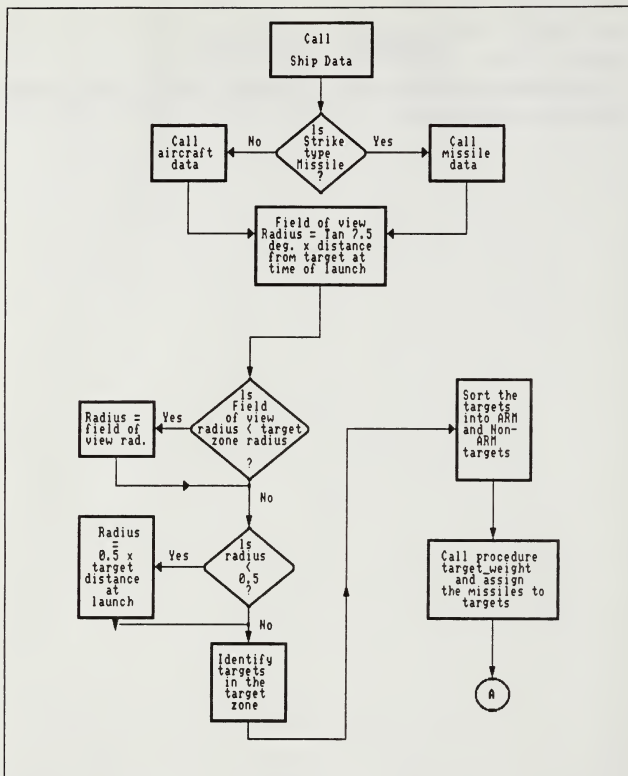 Call
Ship Data
Is
Strike
type
Missile
?
No
Yes
Call
aircraft
data
Call
missile
data
Field of view
Radius = Tan 7.5
deg. x distance
from target at
time of launch
Is
Field
of view
radius < target
zone radius
?
Yes
Radius =
field of
view rad.
No
Is
radius
<
0.5
?
Yes
Radius
=
0.5 x
target
distance
at
launch
No
Identify
targets
in the
target
zone
Sort the
targets
into ARM
and Non-
ARM
targets
Call procedure
target_weight
and assign
the missiles to
targets
A